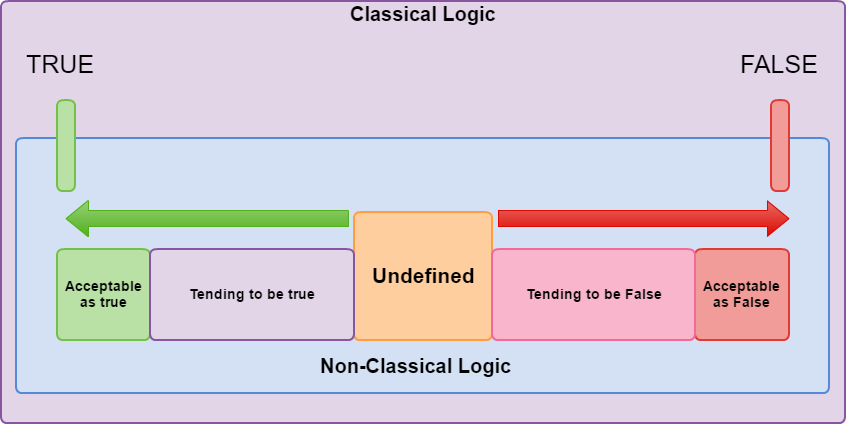 Classical Logic
TRUE
FALSE
Undefined
Acceptable
as true
Tending to be true
Tending to be False
Acceptable
as False
Non-Classical Logic